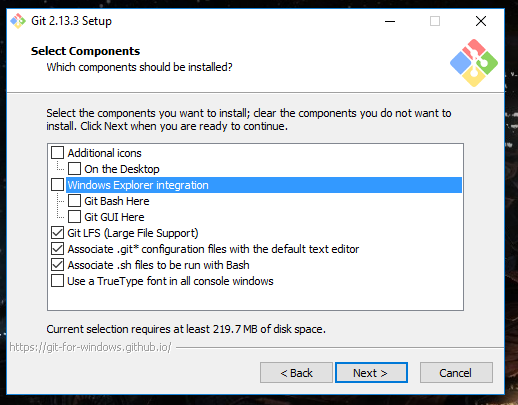 Git 2.13.3 Setup
Select Components
Which components should be installed?
Select the components you want to install; clear the components you do not want to
install. Click Next when you are ready to continue.
Additional icons
On the Desktop
Windows Explorer integration
Git Bash Here
Git GUI Here
Git LFS (Large File Support)
Associate .git* configuration files with the default text editor
Associate .sh files to be run with Bash
Use a TrueType font in all console windows
Current selection requires at least 219.7 MB of disk space.
https://git-for-windows.github.io/
< Back
Next >
Cancel